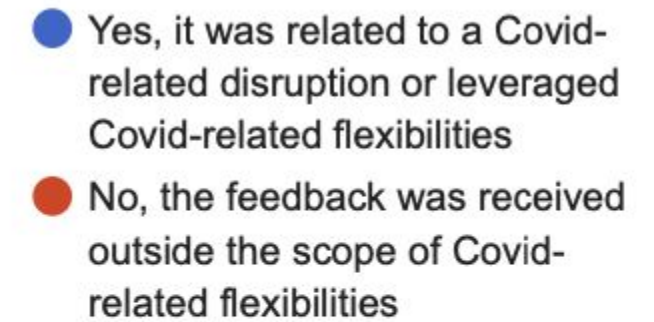 Yes, it was related to a Covid-
related disruption or leveraged
Covid-related flexibilities
No, the feedback was received
outside the scope of Covid-
related flexibilities